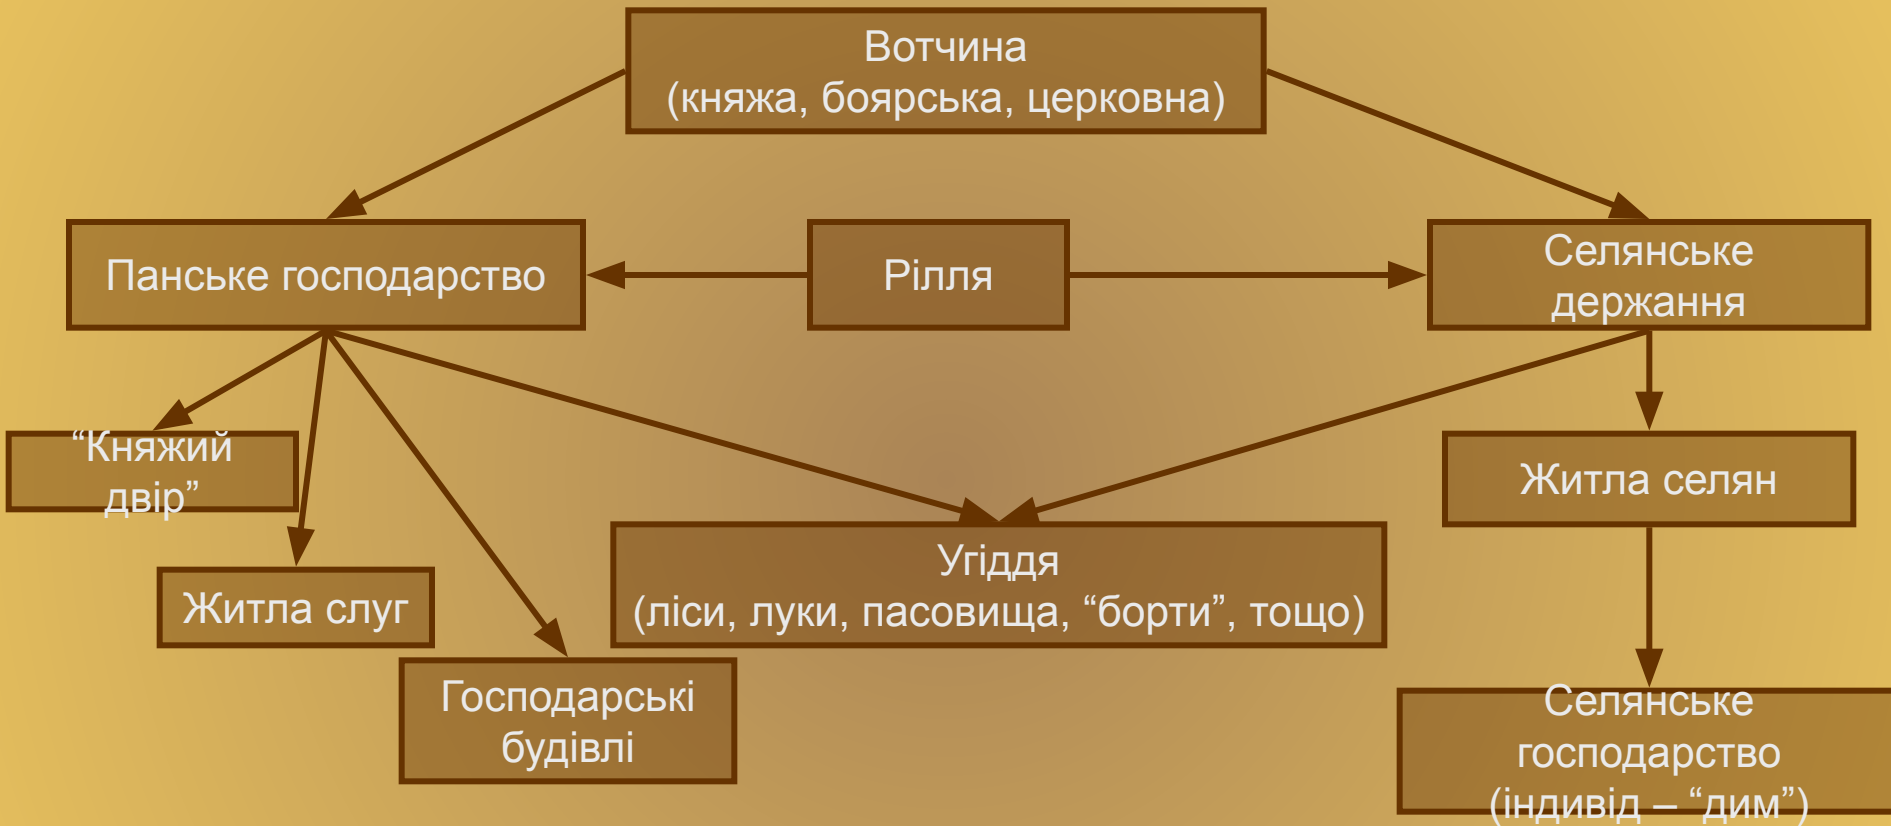 Вотчина
(княжа, боярська, церковна)
Панське господарство
Рілля
Селянське
держання
“Княжий
двір”
Житла селян
Угіддя
(ліси, луки, пасовища, “борти”, тощо)
Житла слуг
Господарські
будівлі
Селянське
господарство
(індивід – “дим”)